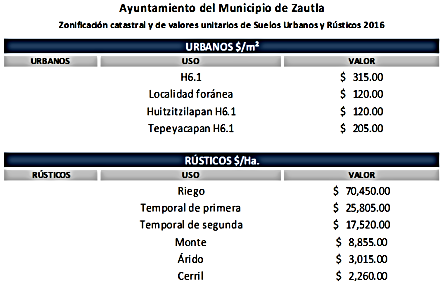 Ayuntamiento del Municipio de Zautla
Zonificación catastral y de valores unitarios de Suelos Urbanos y Rústicos 2016
URBANOS $/m²
URBANOS USO VALOR
H6.1 $ 315.00
Localidad foránea $ 120.00
Huitzitzilapan H6.1 $ 120.00
Tepeyacapan H6.1 $ 205.00
RÚSTICOS $/Ha.
RÚSTICOS USO VALOR
Riego $ 70,450.00
Temporal de primera $ 25,805.00
Temporal de segunda $ 17,520.00
Monte $ 8,855.00
Árido $ 3,015.00
Cerril $ 2,260.00